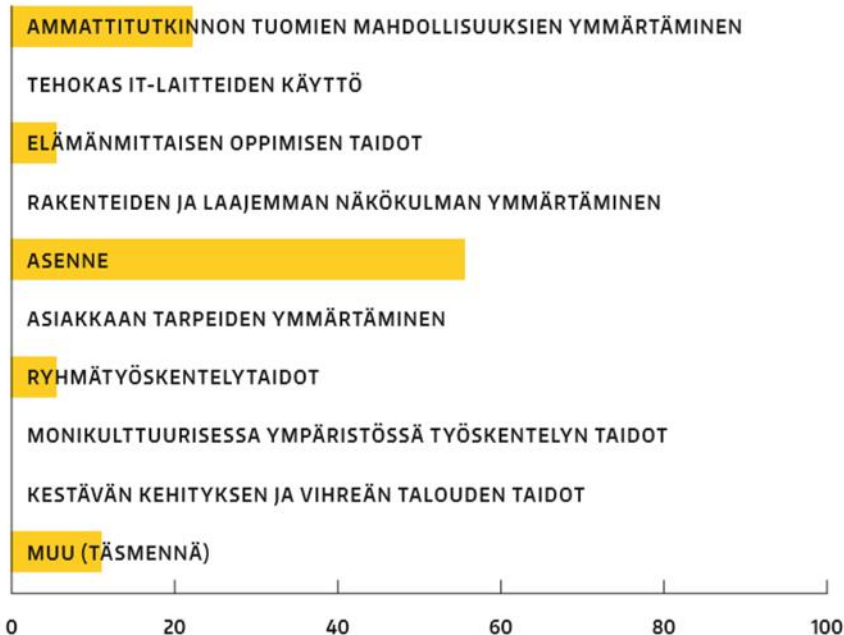 AMMATTITUTKINNON TUOMIEN MAHDOLLISUUKSIEN YMMÄRTÄMINEN
TEHOKAS IT-LAITTEIDEN KÄYTTÖ
ELÄMÄNMITTAISEN OPPIMISEN TAIDOT
RAKENTEIDEN JA LAAJEMMAN NÄKÖKULMAN YMMÄRTÄMINEN
ASENNE
ASIAKKAAN TARPEIDEN YMMÄRTÄMINEN
RYHMÄTYÖSKENTELYTAIDOT
MONIKULTTUURISESSA YMPÄRISTÖSSÄ TYÖSKENTELYN TAIDOT
KESTÄVÄN KEHITYKSEN JA VIHREÄN TALOUDEN TAIDOT
MUU (TÄSMENNÄ)
0 20 40 60 80 100